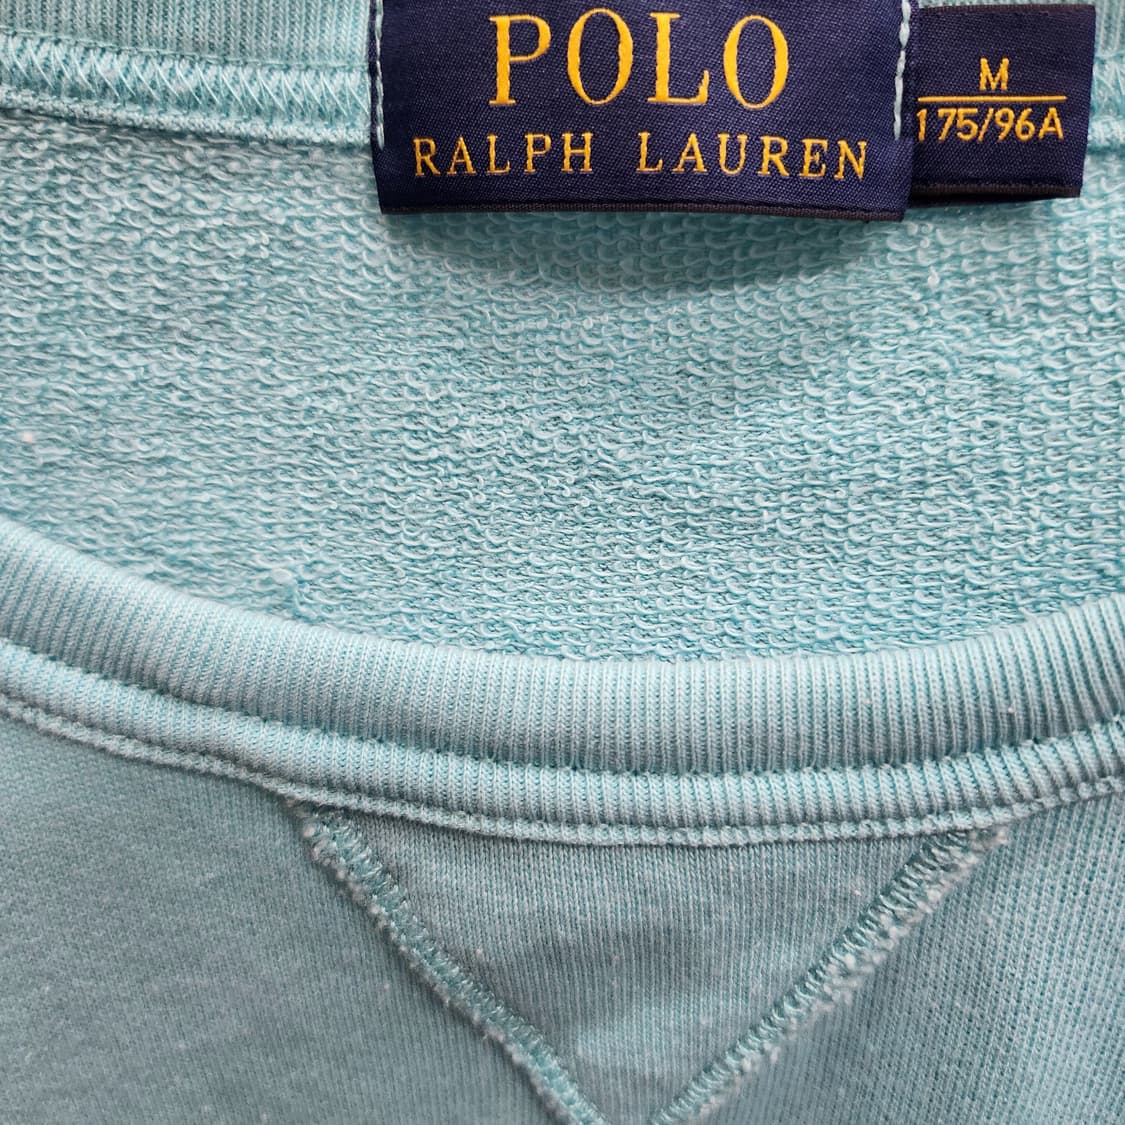 POLO
RALPH LAUREN
M
175/96A